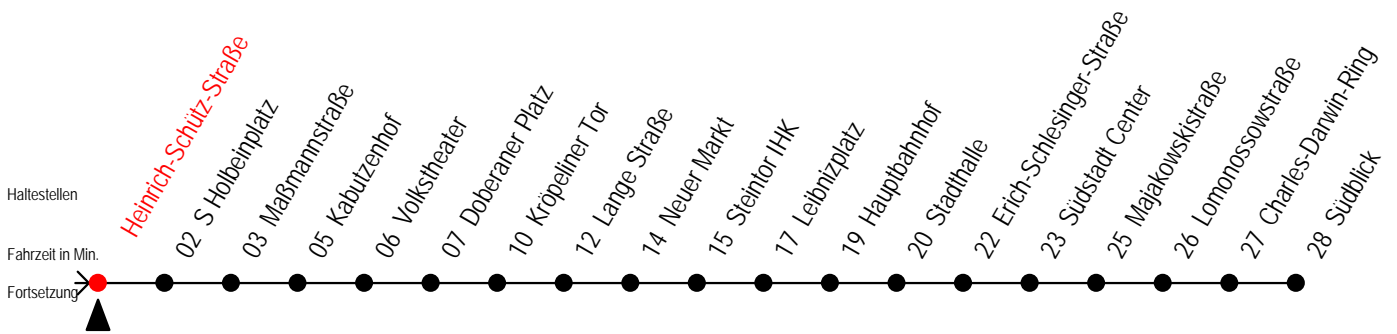 Heinrich-Schütz-Straße
02 S Holbeinplatz
03 Maßmannstraße
05 Kabutzenhof
06 Volkstheater
07 Doberaner Platz
10 Kröpeliner Tor
12 Lange Straße
14 Neuer Markt
15 Steintor IHK
17 Leibnizplatz
19 Hauptbahnhof
20 Stadthalle
22 Erich-Schlesinger-Straße
23 Südstadt Center
25 Majakowskistraße
26 Lomonossowstraße
27 Charles-Darwin-Ring
28 Südblick
Haltestellen
Fahrzeit in Min.
Fortsetzung